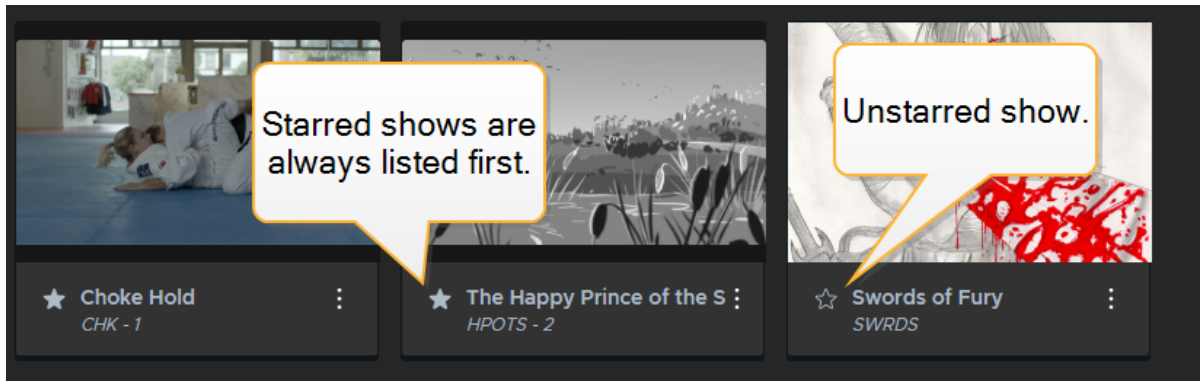 Starred shows are
always listed first.
Unstarred show.
Choke Hold
CHK - 1
The Happy Prince of the S
HPOTS - 2
Swords of Fury
SWRDS